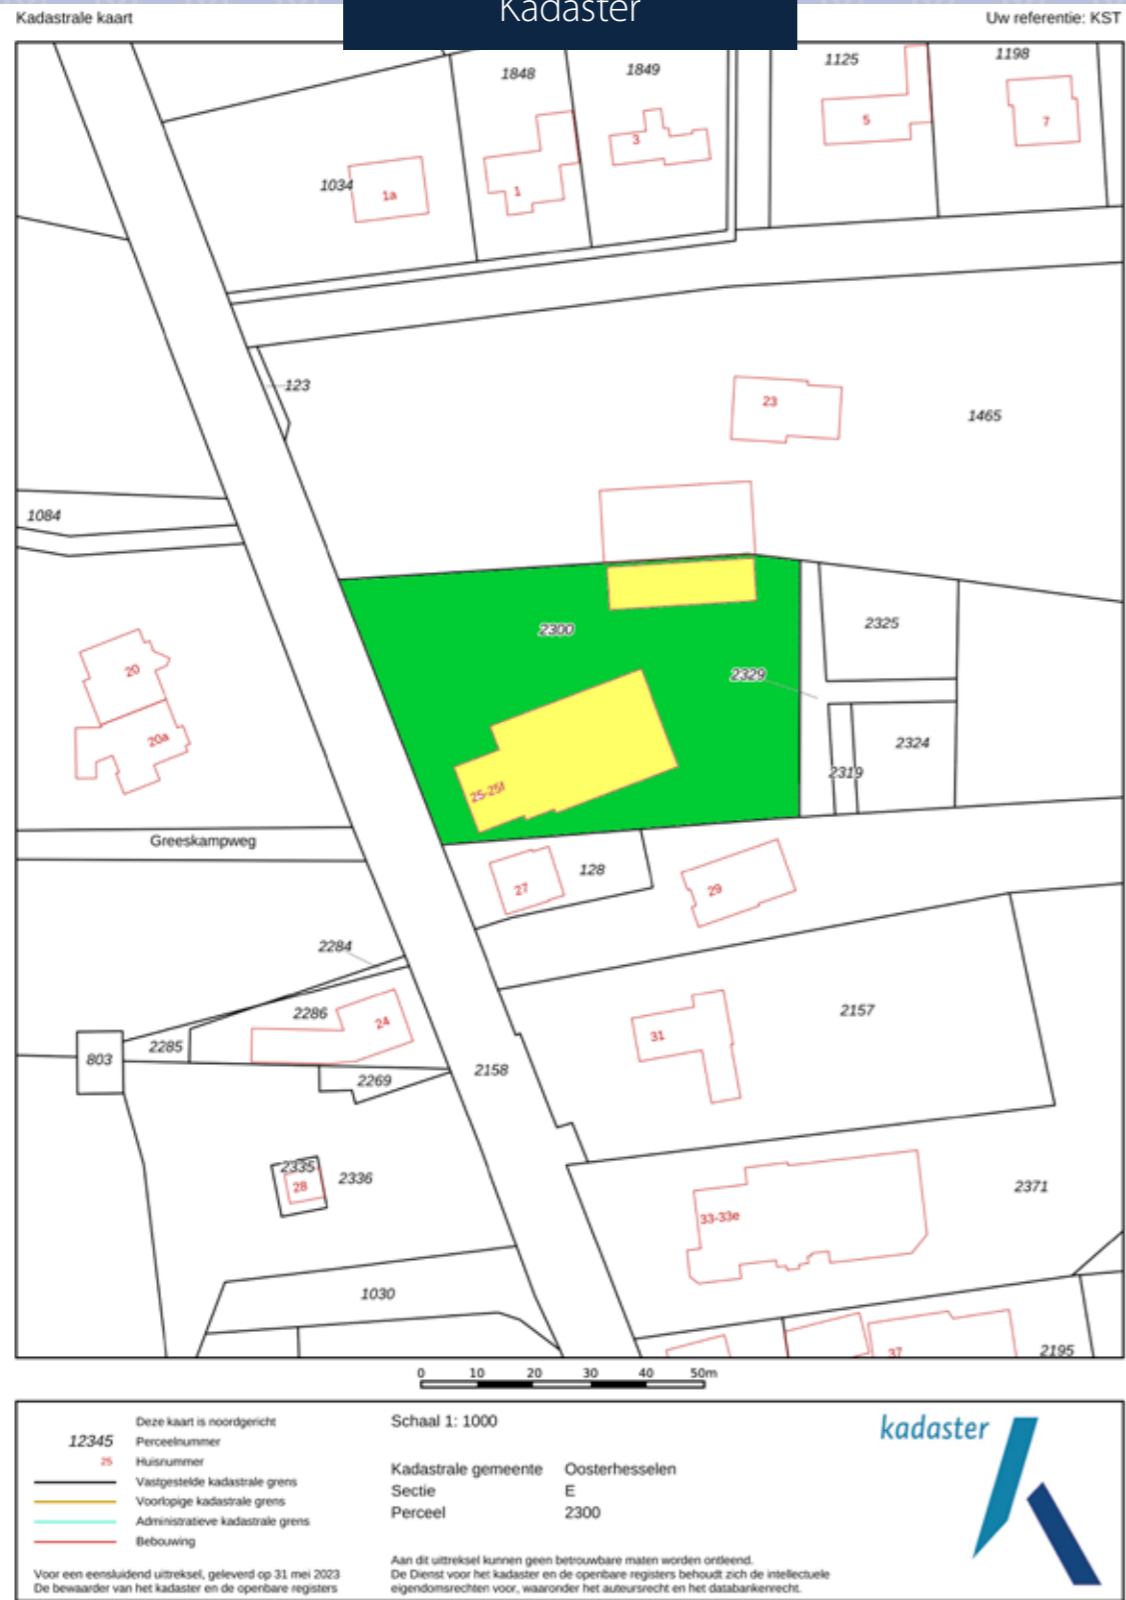 Kadaster
Kadastrale kaart
Uw referentie: KST
1848
1849
1125
1198
5
7
3
1
1034
1a
123
23
1465
1084
2300
2325
2329
20
20a
2324
2319
25-25f
Greeskampweg
128
27
29
2284
2286
24
2285
803
2269
2158
2157
31
2335
28
2336
2371
33-33e
1030
37
2195
0 10 20 30 40 50m
Deze kaart is noordgericht
12345 Perceelnummer
25 Huisnummer
Vastgestelde kadastrale grens
Voorlopige kadastrale grens
Administratieve kadastrale grens
Bebouwing
Voor een eensluidend uittreksel, geleverd op 31 mei 2023
De bewaarder van het kadaster en de openbare registers
Schaal 1: 1000
Kadastrale gemeente Oosterhesselen
Sectie E
Perceel 2300
Aan dit uittreksel kunnen geen betrouwbare maten worden ontleend.
De Dienst voor het kadaster en de openbare registers behoudt zich de intellectuele
eigendomsrechten voor, waaronder het auteursrecht en het databankenrecht.
kadaster